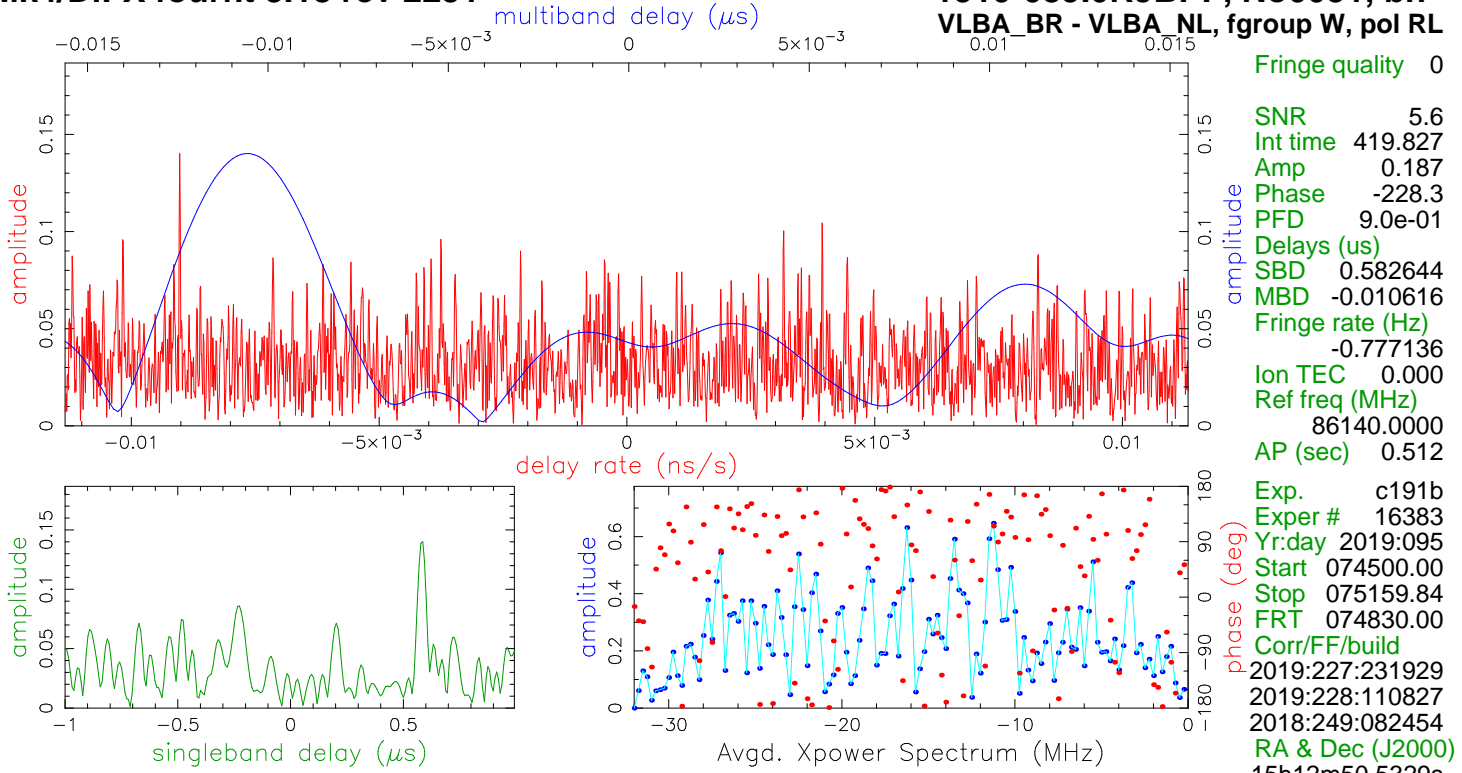 multiband delay (μs)
VLBA_BR - VLBA_NL, fgroup W, pol RL
−0.015 −0.01 −5×10⁻³ 0 5×10⁻³ 0.01 0.015
amplitude
0 0.05 0.1 0.15
0 0.05 0.1 0.15
amplitude
−0.01 −5×10⁻³ 0 5×10⁻³ 0.01
delay rate (ns/s)
Fringe quality 0
SNR 5.6
Int time 419.827
Amp 0.187
Phase -228.3
PFD 9.0e-01
Delays (us)
SBD 0.582644
MBD -0.010616
Fringe rate (Hz)
-0.777136
Ion TEC 0.000
Ref freq (MHz)
86140.0000
AP (sec) 0.512
Exp. c191b
Exper # 16383
Yr:day 2019:095
Start 074500.00
Stop 075159.84
FRT 074830.00
Corr/FF/build
2019:227:231929
2019:228:110827
2018:249:082454
RA & Dec (J2000)
amplitude
0 0.05 0.1 0.15
−1 −0.5 0 0.5
singleband delay (μs)
amplitude
0 0.2 0.4 0.6
−180 −90 0 90 180
phase (deg)
−30 −20 −10 0
Avgd. Xpower Spectrum (MHz)